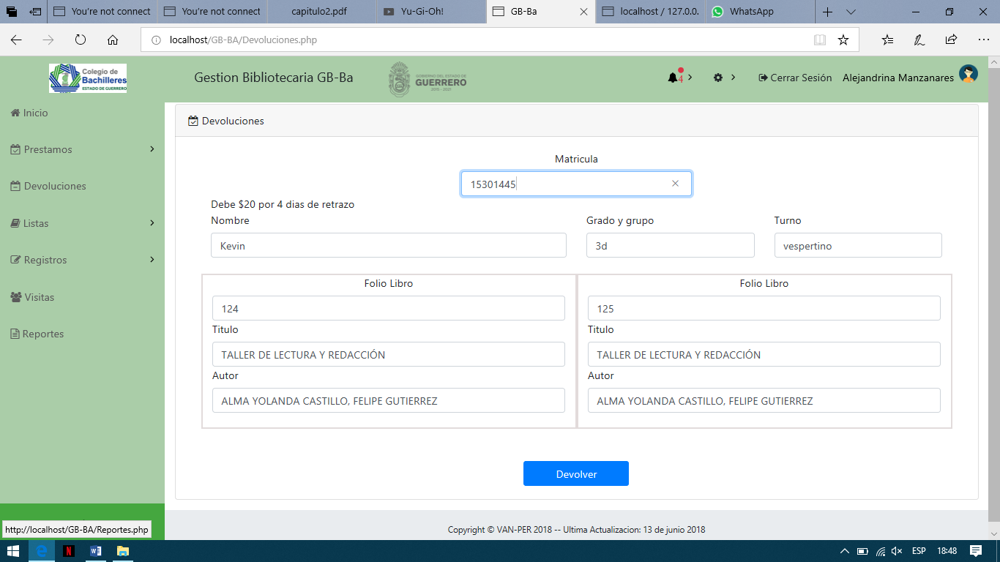 You're not connect
You're not connect
capitulo2.pdf
Yu-Gi-Oh!
GB-Ba
localhost / 127.0.0.
WhatsApp
localhost/GB-BA/Devoluciones.php
Colegio de
Bachilleres
ESTADO DE GUERRERO
Gestion Bibliotecaria GB-Ba
GOBIERNO DEL ESTADO DE
GUERRERO
2015 - 2021
4
Cerrar Sesión
Alejandrina Manzanares
Inicio
Prestamos
Devoluciones
Listas
Registros
Visitas
Reportes
Devoluciones
Matricula
15301445
Debe $20 por 4 dias de retrazo
Nombre
Grado y grupo
Turno
Kevin
3d
vespertino
Folio Libro
124
Titulo
TALLER DE LECTURA Y REDACCIÓN
Autor
ALMA YOLANDA CASTILLO, FELIPE GUTIERREZ
Folio Libro
125
Titulo
TALLER DE LECTURA Y REDACCIÓN
Autor
ALMA YOLANDA CASTILLO, FELIPE GUTIERREZ
Devolver
http://localhost/GB-BA/Reportes.php
Copyright © VAN-PER 2018 -- Ultima Actualizacion: 13 de junio 2018
ESP
18:48